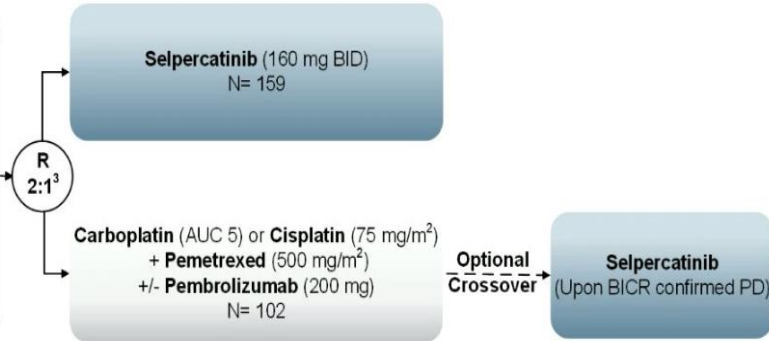 Selpercatinib (160 mg BID)
N= 159
R
2:1³
Carboplatin (AUC 5) or Cisplatin (75 mg/m²)
+ Pemetrexed (500 mg/m²)
+/- Pembrolizumab (200 mg)
N= 102
Optional
Crossover
Selpercatinib
(Upon BICR confirmed PD)